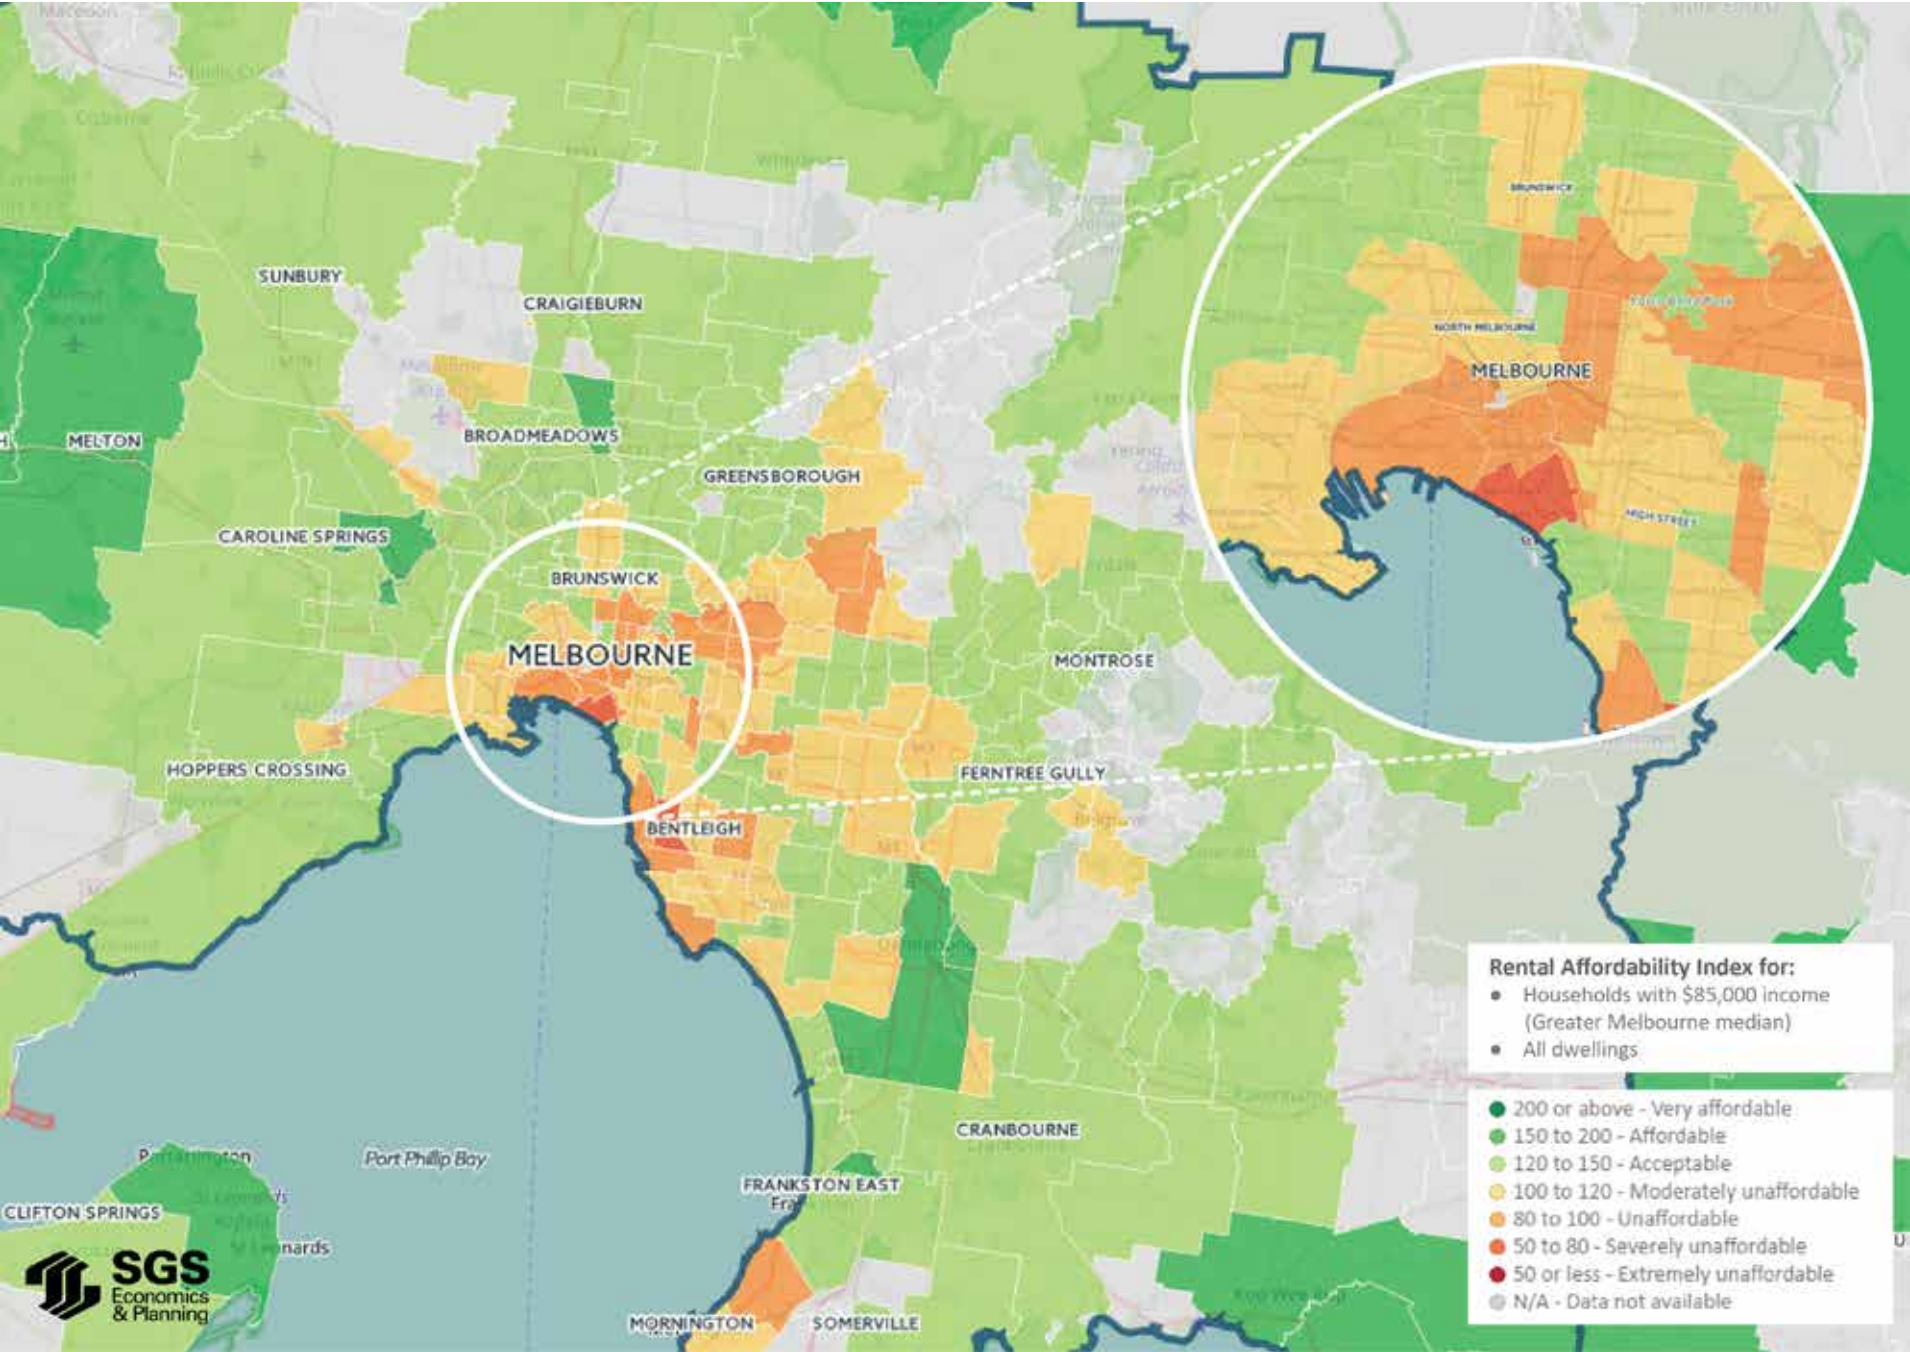 SUNBURY
CRAIGIEBURN
BROADMEADOWS
MELTON
GREENSBOROUGH
CAROLINE SPRINGS
BRUNSWICK
MELBOURNE
MONTROSE
HOPPERS CROSSING
FERNTREE GULLY
BENTLEIGH
CRANBOURNE
Port Phillip Bay
FRANKSTON EAST
CLIFTON SPRINGS
MORNINGTON
SOMERVILLE
BRUNSWICK
NORTH MELBOURNE
MELBOURNE
HIGH STREET
Rental Affordability Index for:
• Households with $85,000 income
(Greater Melbourne median)
• All dwellings
200 or above - Very affordable
150 to 200 - Affordable
120 to 150 - Acceptable
100 to 120 - Moderately unaffordable
80 to 100 - Unaffordable
50 to 80 - Severely unaffordable
50 or less - Extremely unaffordable
N/A - Data not available
SGS
Economics
& Planning